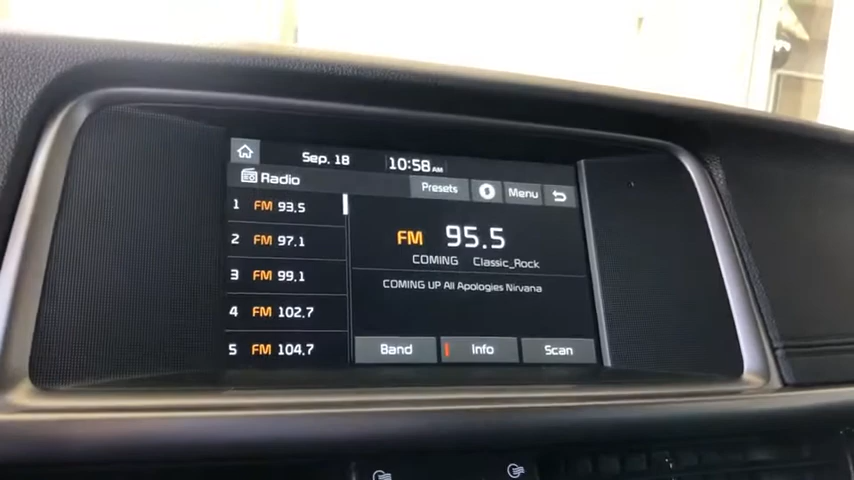 Sep. 18 10:58 AM
Radio
Presets Menu
1 FM 93.5
2 FM 97.1
3 FM 99.1
4 FM 102.7
5 FM 104.7
FM 95.5
COMING Classic_Rock
COMING UP All Apologies Nirvana
Band Info Scan